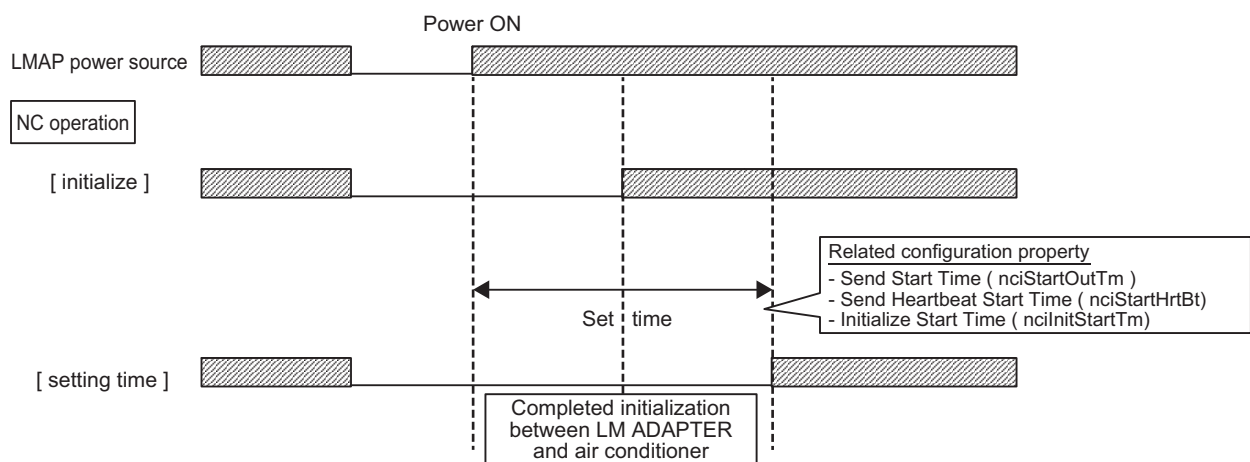 Power ON
LMAP power source
NC operation
[ initialize ]
Related configuration property
- Send Start Time ( nciStartOutTm )
- Send Heartbeat Start Time ( nciStartHrtBt)
- Initialize Start Time ( nciInitStartTm)
Set time
[ setting time ]
Completed initialization
between LM ADAPTER
and air conditioner